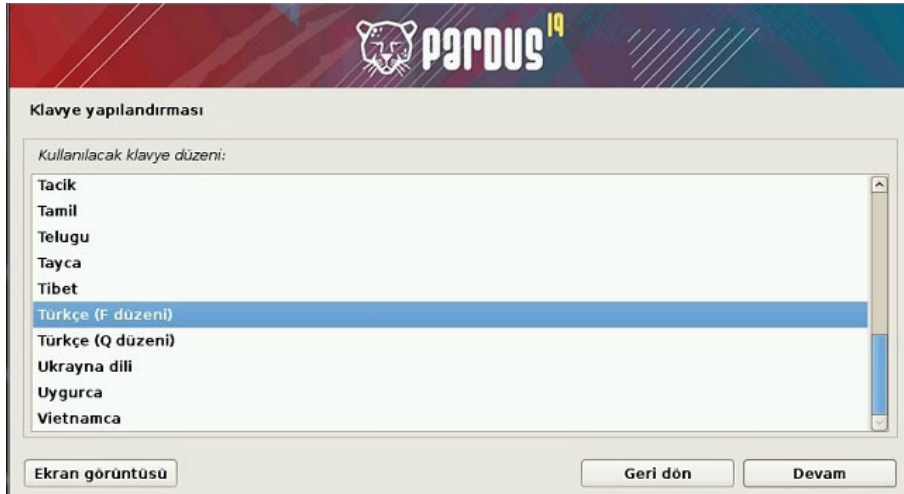 pardus 19
Klavye yapılandırması
Kullanılacak klavye düzeni:
Tacik
Tamil
Telugu
Tayca
Tibet
Türkçe (F düzeni)
Türkçe (Q düzeni)
Ukrayna dili
Uygurca
Vietnamca
Ekran görüntüsü Geri dön Devam